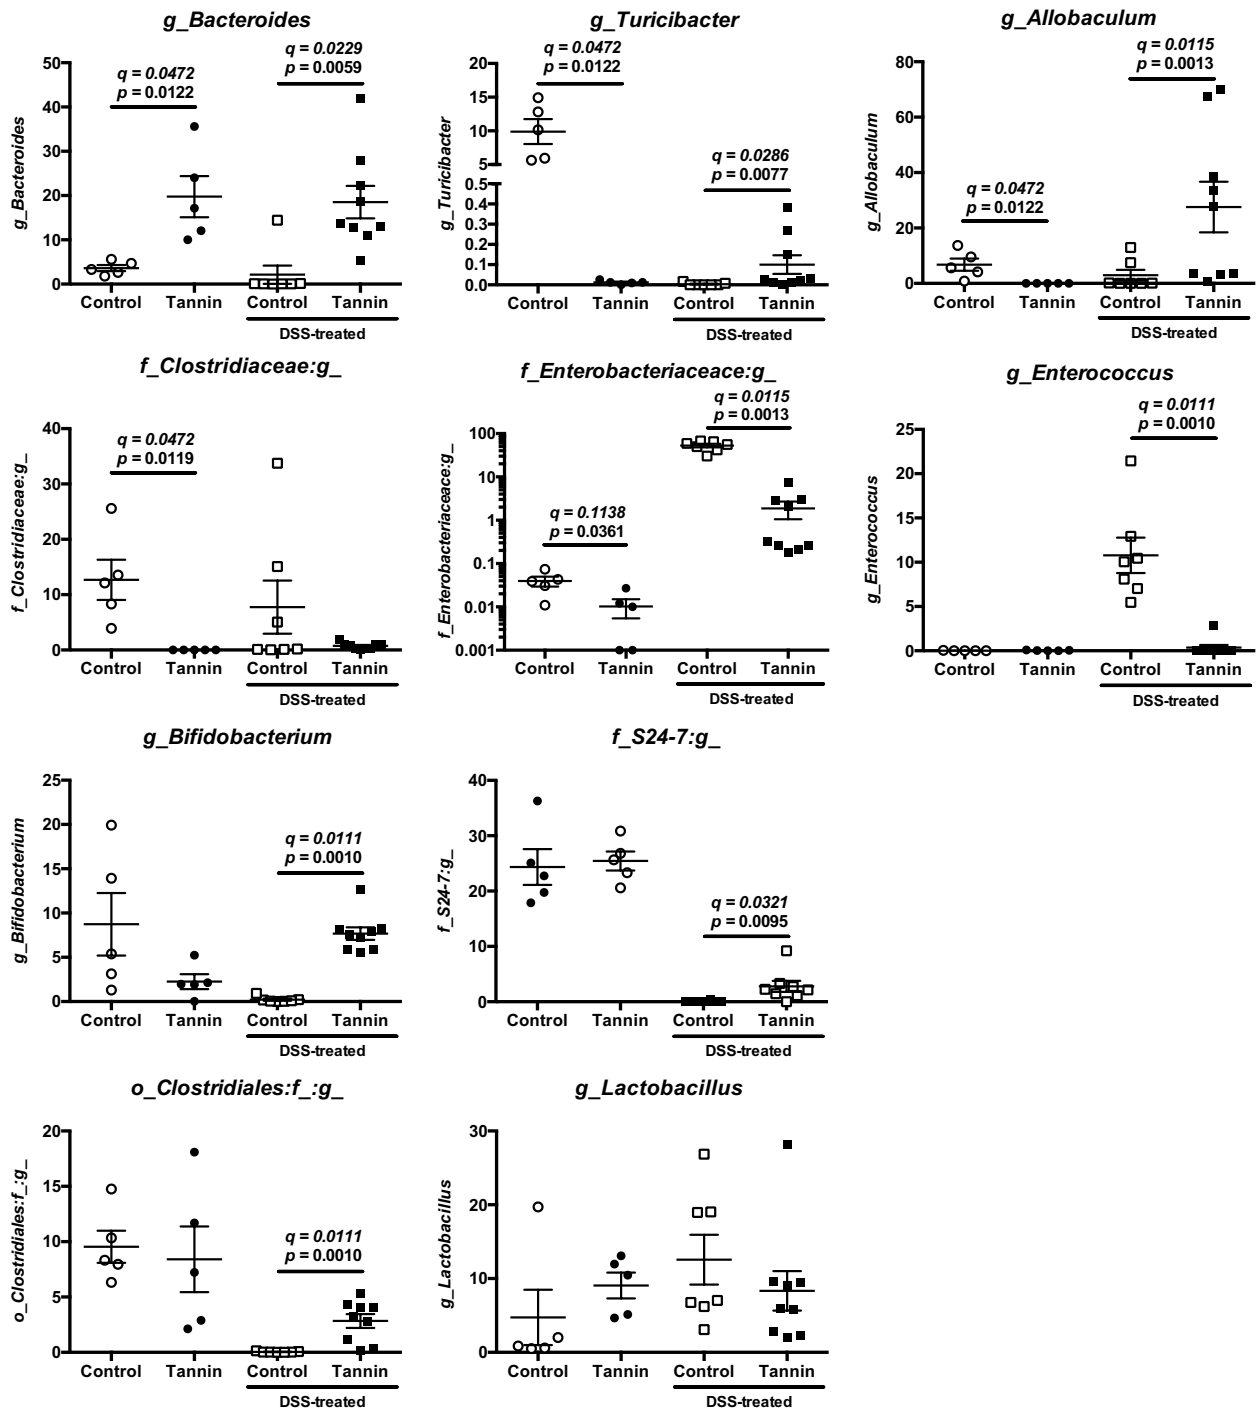 g_Bacteroides
q = 0.0229
p = 0.0059
q = 0.0472
p = 0.0122
50
40
30
20
10
0
g_Bacteroides
Control Tannin Control Tannin
DSS-treated
g_Turicibacter
q = 0.0472
p = 0.0122
20
15
10
5
q = 0.0286
p = 0.0077
0.5
0.4
0.3
0.2
0.1
0.0
g_Turicibacter
Control Tannin Control Tannin
DSS-treated
g_Allobaculum
q = 0.0115
p = 0.0013
80
60
40
20
0
q = 0.0472
p = 0.0122
g_Allobaculum
Control Tannin Control Tannin
DSS-treated
f_Clostridiaceae:g_
40
30
20
10
0
q = 0.0472
p = 0.0119
f_Clostridiaceae:g_
Control Tannin Control Tannin
DSS-treated
f_Enterobacteriaceace:g_
q = 0.0115
p = 0.0013
100
10
1
0.1
0.01
0.001
q = 0.1138
p = 0.0361
f_Enterobacteriaceace:g_
Control Tannin Control Tannin
DSS-treated
g_Enterococcus
q = 0.0111
p = 0.0010
25
20
15
10
5
0
g_Enterococcus
Control Tannin Control Tannin
DSS-treated
g_Bifidobacterium
25
20
15
10
5
0
q = 0.0111
p = 0.0010
g_Bifidobacterium
Control Tannin Control Tannin
DSS-treated
f_S24-7:g_
40
30
20
10
0
q = 0.0321
p = 0.0095
f_S24-7:g_
Control Tannin Control Tannin
DSS-treated
o_Clostridiales:f_:g_
20
15
10
5
0
q = 0.0111
p = 0.0010
o_Clostridiales:f_:g_
Control Tannin Control Tannin
DSS-treated
g_Lactobacillus
30
20
10
0
g_Lactobacillus
Control Tannin Control Tannin
DSS-treated